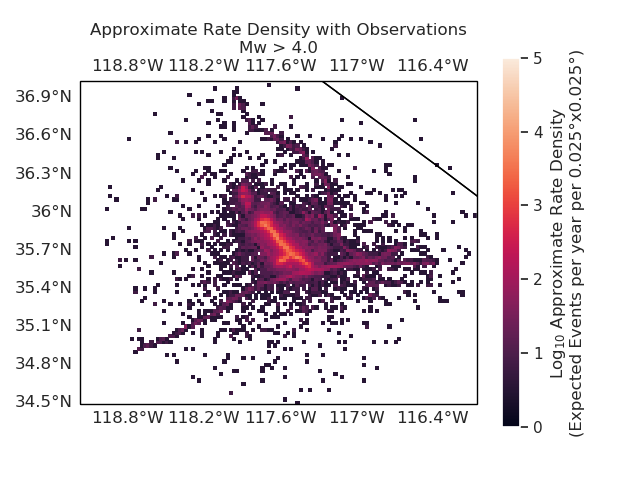 Approximate Rate Density with Observations
Mw > 4.0
118.8°W 118.2°W 117.6°W 117°W 116.4°W
36.9°N
36.6°N
36.3°N
36°N
35.7°N
35.4°N
35.1°N
34.8°N
34.5°N
118.8°W 118.2°W 117.6°W 117°W 116.4°W
5
4
3
2
1
0
Log₁₀ Approximate Rate Density
(Expected Events per year per 0.025°x0.025°)